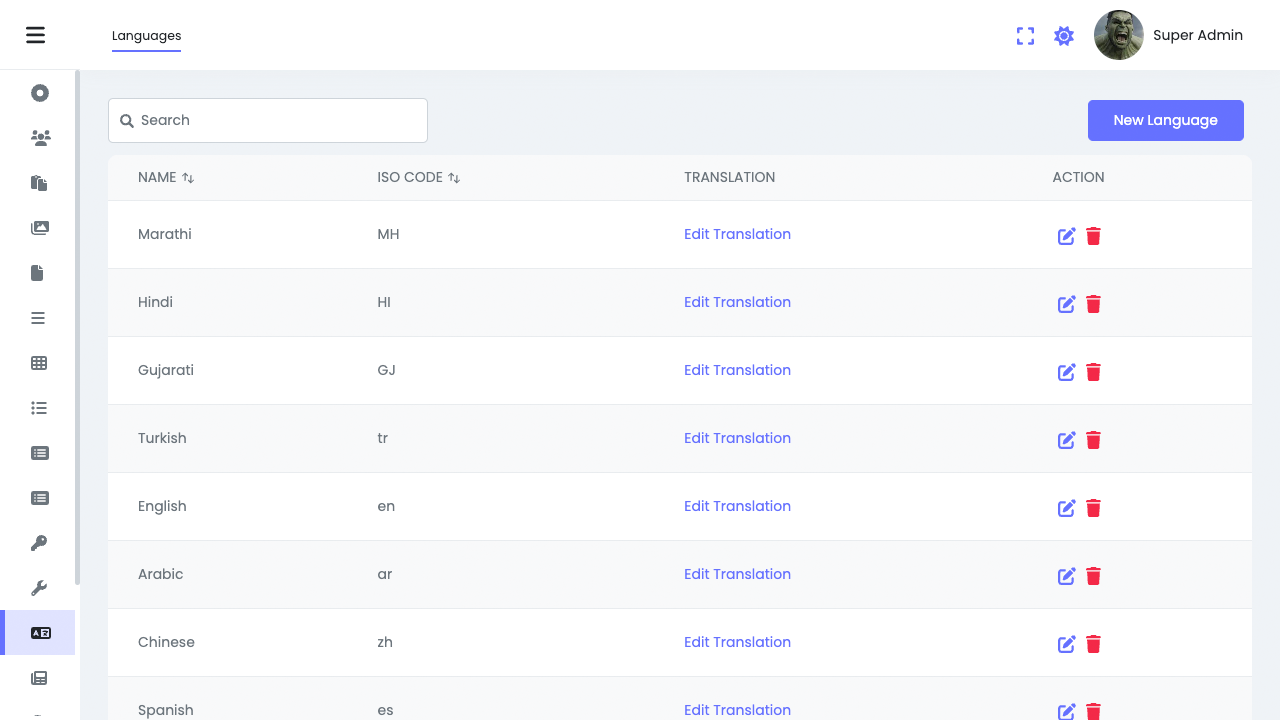 Languages
Super Admin
Search
New Language
NAME ISO CODE TRANSLATION ACTION
Marathi MH Edit Translation
Hindi HI Edit Translation
Gujarati GJ Edit Translation
Turkish tr Edit Translation
English en Edit Translation
Arabic ar Edit Translation
Chinese zh Edit Translation
Spanish es Edit Translation